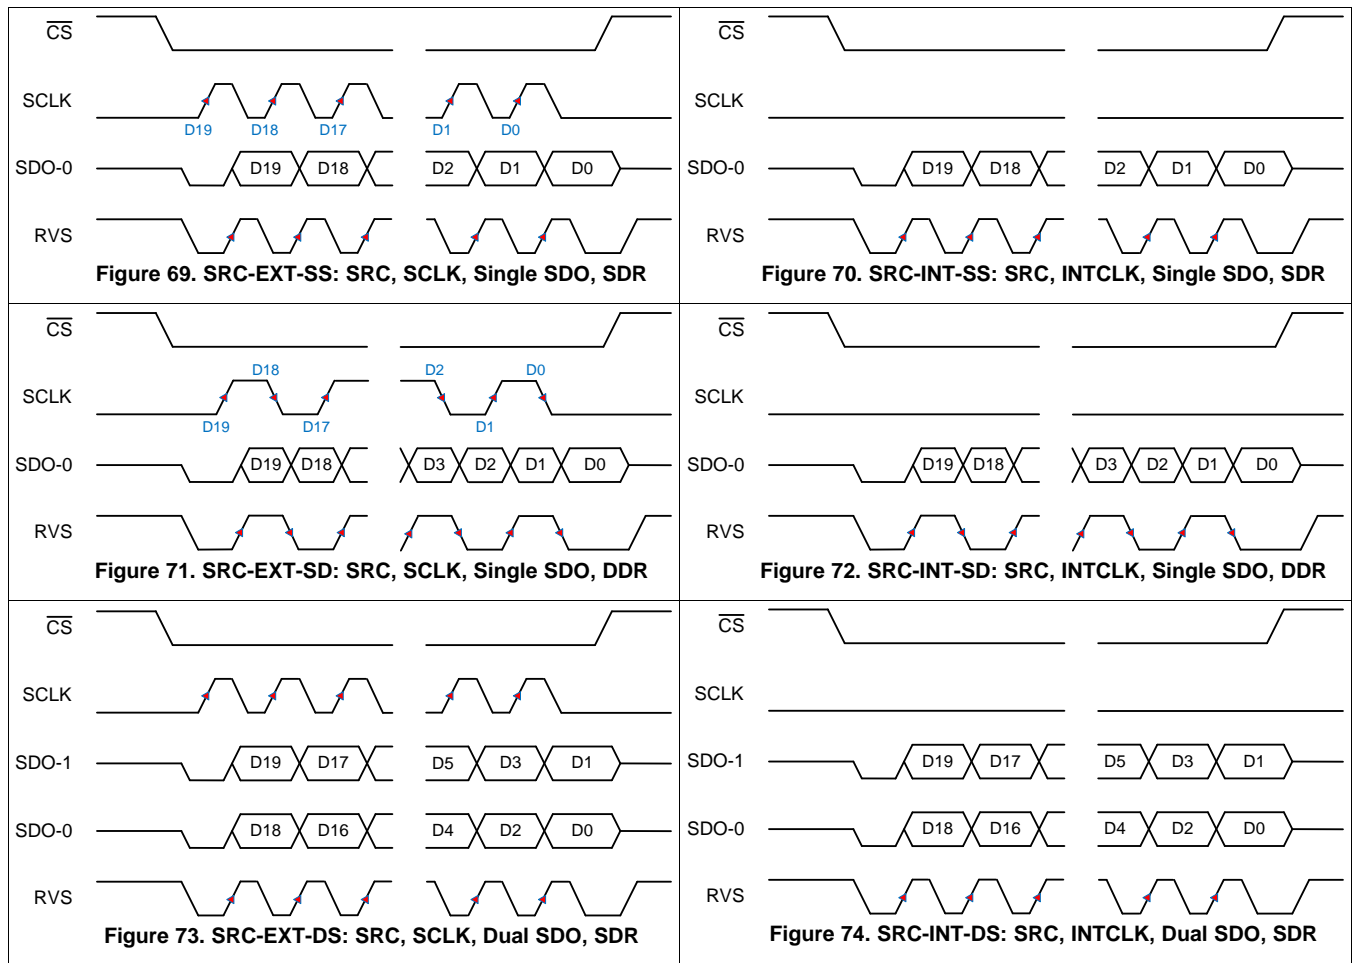 CS
SCLK
D19 D18 D17 D1 D0
SDO-0 D19 D18 D2 D1 D0
RVS
Figure 69. SRC-EXT-SS: SRC, SCLK, Single SDO, SDR
CS
SCLK
SDO-0 D19 D18 D2 D1 D0
RVS
Figure 70. SRC-INT-SS: SRC, INTCLK, Single SDO, SDR
CS
D18 D2 D0
SCLK
D19 D17 D1
SDO-0 D19 D18 D3 D2 D1 D0
RVS
Figure 71. SRC-EXT-SD: SRC, SCLK, Single SDO, DDR
CS
SCLK
SDO-0 D19 D18 D3 D2 D1 D0
RVS
Figure 72. SRC-INT-SD: SRC, INTCLK, Single SDO, DDR
CS
SCLK
SDO-1 D19 D17 D5 D3 D1
SDO-0 D18 D16 D4 D2 D0
RVS
Figure 73. SRC-EXT-DS: SRC, SCLK, Dual SDO, SDR
CS
SCLK
SDO-1 D19 D17 D5 D3 D1
SDO-0 D18 D16 D4 D2 D0
RVS
Figure 74. SRC-INT-DS: SRC, INTCLK, Dual SDO, SDR